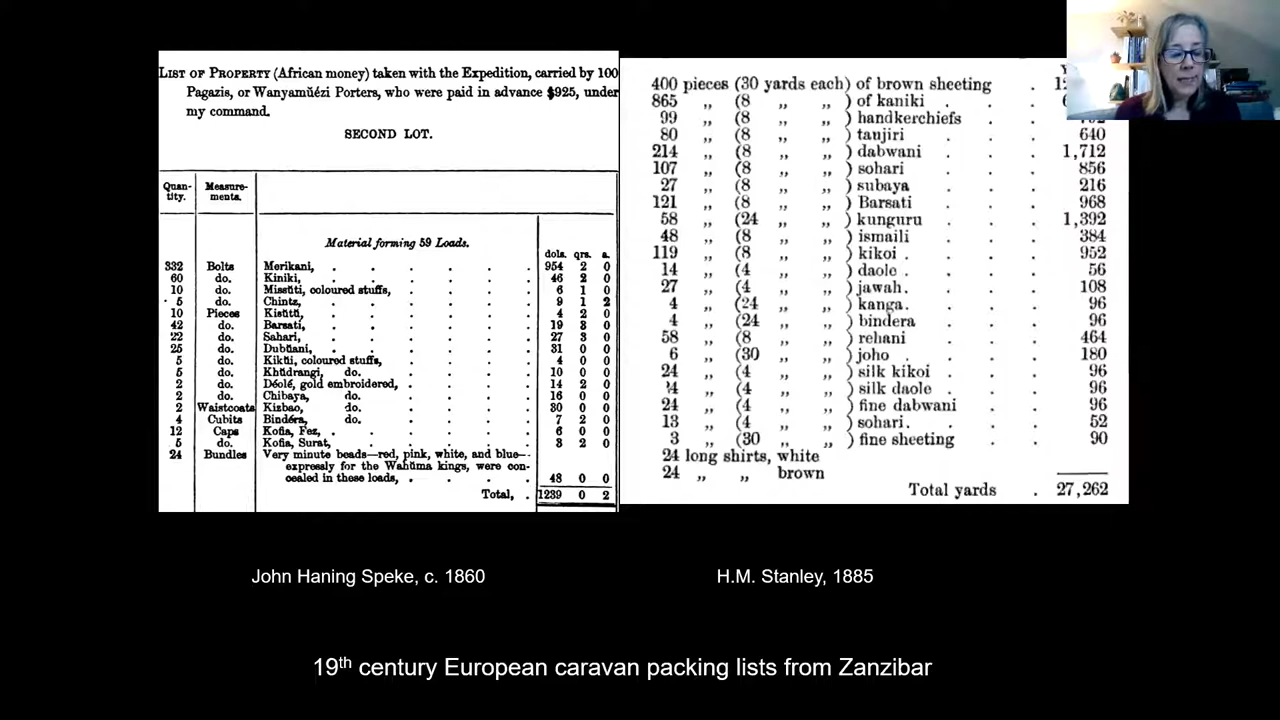 LIST OF PROPERTY (African money) taken with the Expedition, carried by 100
Pagazis, or Wanyamŭézi Porters, who were paid in advance $925, under
my command.
SECOND LOT.
Quan-tity. Measure-ments.
Material forming 59 Loads.
dols. qrs. a.
332 Bolts Merikani, . . . . . . 954 2 0
60 do. Kiniki, . . . . . . 46 2 0
10 do. Missŭti, coloured stuffs, . . . . 6 1 0
5 do. Chintz, . . . . . . 9 1 2
10 Pieces Kisŭtŭ, . . . . . . 4 2 0
42 do. Barsati, . . . . . . 19 3 0
22 do. Sahari, . . . . . . 27 3 0
25 do. Dubŭani, . . . . . . 31 0 0
5 do. Kikŭi, coloured stuffs, . . . . 4 0 0
5 do. Khŭdrangi, do. . . . . 10 0 0
2 do. Déolé, gold embroidered, . . . . 14 2 0
2 do. Chibaya, do. . . . . 16 0 0
2 Waistcoats Kizbao, do. . . . . 30 0 0
4 Cubits Bindéra, do. . . . . 7 2 0
12 Caps Kofia, Fez, . . . . . 6 0 0
5 do. Kofia, Surat, . . . . . 3 2 0
24 Bundles Very minute beads—red, pink, white, and blue—
expressly for the Wahŭma kings, were con-
cealed in these loads, . . . . 48 0 0
Total, . 1239 0 2
400 pieces (30 yards each) of brown sheeting
865 „ (8 „ „ ) of kaniki . .
99 „ (8 „ „ ) handkerchiefs .
80 „ (8 „ „ ) taujiri . . . 640
214 „ (8 „ „ ) dabwani . . . 1,712
107 „ (8 „ „ ) sohari . . . 856
27 „ (8 „ „ ) subaya . . . 216
121 „ (8 „ „ ) Barsati . . . 968
58 „ (24 „ „ ) kunguru . . . 1,392
48 „ (8 „ „ ) ismaili . . . 384
119 „ (8 „ „ ) kikoi . . . 952
14 „ (4 „ „ ) daole . . . . 56
27 „ (4 „ „ ) jawah. . . . 108
4 „ (24 „ „ ) kanga. . . . 96
4 „ (24 „ „ ) bindera . . . 96
58 „ (8 „ „ ) rehani . . . 464
6 „ (30 „ „ ) joho . . . . 180
24 „ (4 „ „ ) silk kikoi . . . 96
„ (4 „ „ ) silk daole . . . 96
24 „ (4 „ „ ) fine dabwani . . 96
13 „ (4 „ „ ) sohari. . . . 52
3 „ (30 „ „ ) fine sheeting . . 90
24 long shirts, white
24 „ „ brown
Total yards . 27,262
John Haning Speke, c. 1860
H.M. Stanley, 1885
19th century European caravan packing lists from Zanzibar